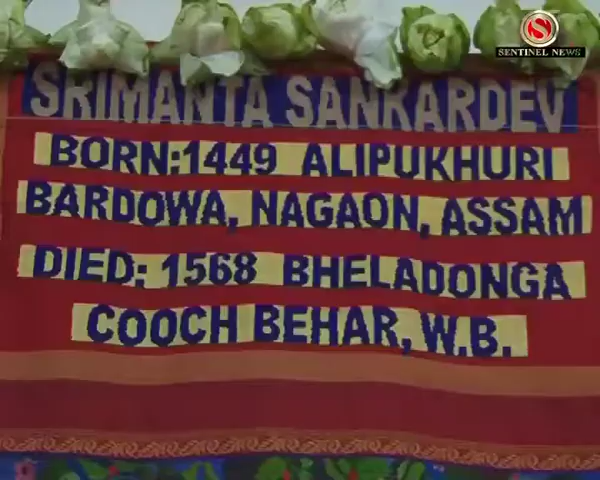 S
SENTINEL NEWS
SRIMANTA SANKARDEV
BORN:1449 ALIPUKHURI
BARDOWA, NAGAON, ASSAM
DIED: 1568 BHELADONGA
COOCH BEHAR, W.B.